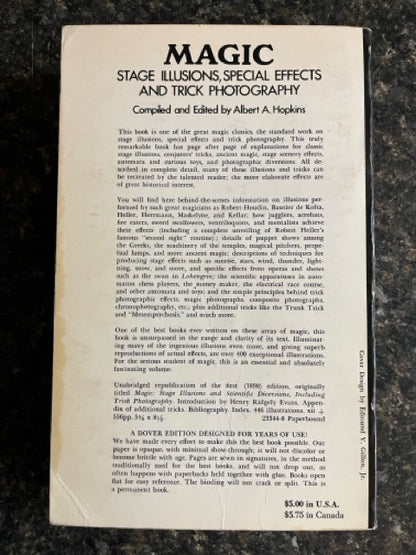 MAGIC
STAGE ILLUSIONS, SPECIAL EFFECTS
AND TRICK PHOTOGRAPHY
Compiled and Edited by Albert A. Hopkins
This book is one of the great magic classics, the standard work on
stage illusions, special effects and trick photography. This truly
remarkable book has page after page of explanations for classic
stage illusions, conjurers' tricks, ancient magic, stage scenery effects,
automata and curious toys, and photographic diversions. All de-
scribed in complete detail, many of these illusions and tricks can
be recreated by the talented reader; the more elaborate effects are
of great historical interest.
You will find here behind-the-scenes information on illusions per-
formed by such great magicians as Robert-Houdin, Bautier de Kolta,
Heller, Herrmann, Maskelyne, and Kellar; how jugglers, acrobats,
fire eaters, sword swallowers, ventriloquists, and mentalists achieve
their effects (including a complete unveiling of Robert Heller's
famous "second sight" routine); details of puppet shows among
the Greeks, the machinery of the temples, magical pitchers, perpe-
tual lamps, and more ancient magic; descriptions of techniques for
producing stage effects such as sunrise, stars, wind, thunder, light-
ning, snow, and more, and specific effects from operas and shows
such as the swan in Lohengrin; the scientific apparatuses in auto-
maton chess players, the money maker, the electrical race course,
and other automata and toys; and the simple principles behind trick
photographic effects, magic photographs, composite photographs,
chronophotography, etc.; plus additional tricks like the Trunk Trick
and "Metempsychosis," and much more.
One of the best books ever written on these areas of magic, this
book is unsurpassed in the range and clarity of its text. Illuminat-
ing many of the ingenious illusions even more, and giving superb
reproductions of actual effects, are over 400 exceptional illustrations.
For the serious student of magic, this is an essential and absolutely
fascinating volume.
Unabridged republication of the first (1898) edition, originally
titled Magic: Stage Illusions and Scientific Diversions, Including
Trick Photography. Introduction by Henry Ridgely Evans. Appen-
dix of additional tricks. Bibliography. Index. 446 illustrations. xii +
556pp. 5⅜ x 8½. 23344-8 Paperbound
A DOVER EDITION DESIGNED FOR YEARS OF USE!
We have made every effort to make this the best book possible. Our
paper is opaque, with minimal show-through; it will not discolor or
become brittle with age. Pages are sewn in signatures, in the method
traditionally used for the best books, and will not drop out, as
often happens with paperbacks held together with glue. Books open
flat for easy reference. The binding will not crack or split. This is
a permanent book.
$5.00 in U.S.A.
$5.75 in Canada
Cover Design by Edmund V. Gillon, Jr.